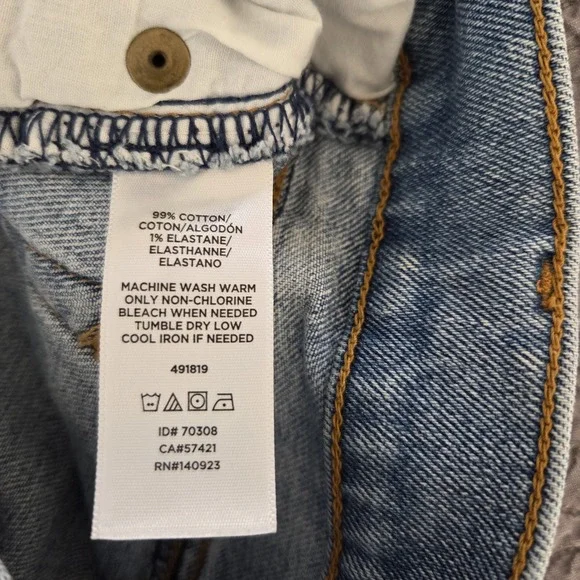 99% COTTON/
COTON/ALGODÓN
1% ELASTANE/
ELASTHANNE/
ELASTANO
MACHINE WASH WARM
ONLY NON-CHLORINE
BLEACH WHEN NEEDED
TUMBLE DRY LOW
COOL IRON IF NEEDED
491819
ID# 70308
CA#57421
RN#140923